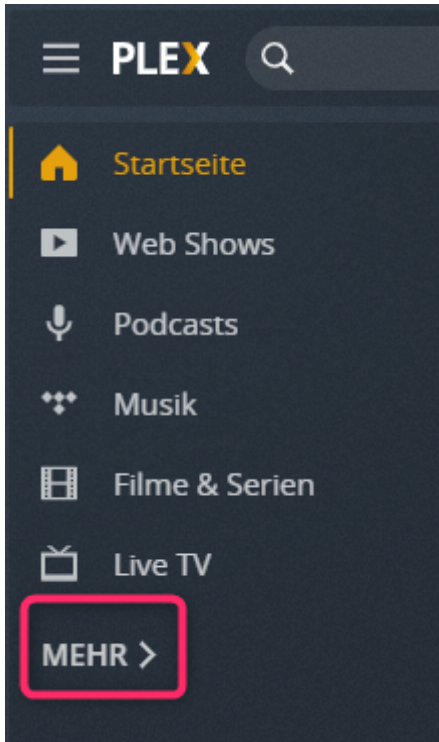 PLEX
Startseite
Web Shows
Podcasts
Musik
Filme & Serien
Live TV
MEHR >